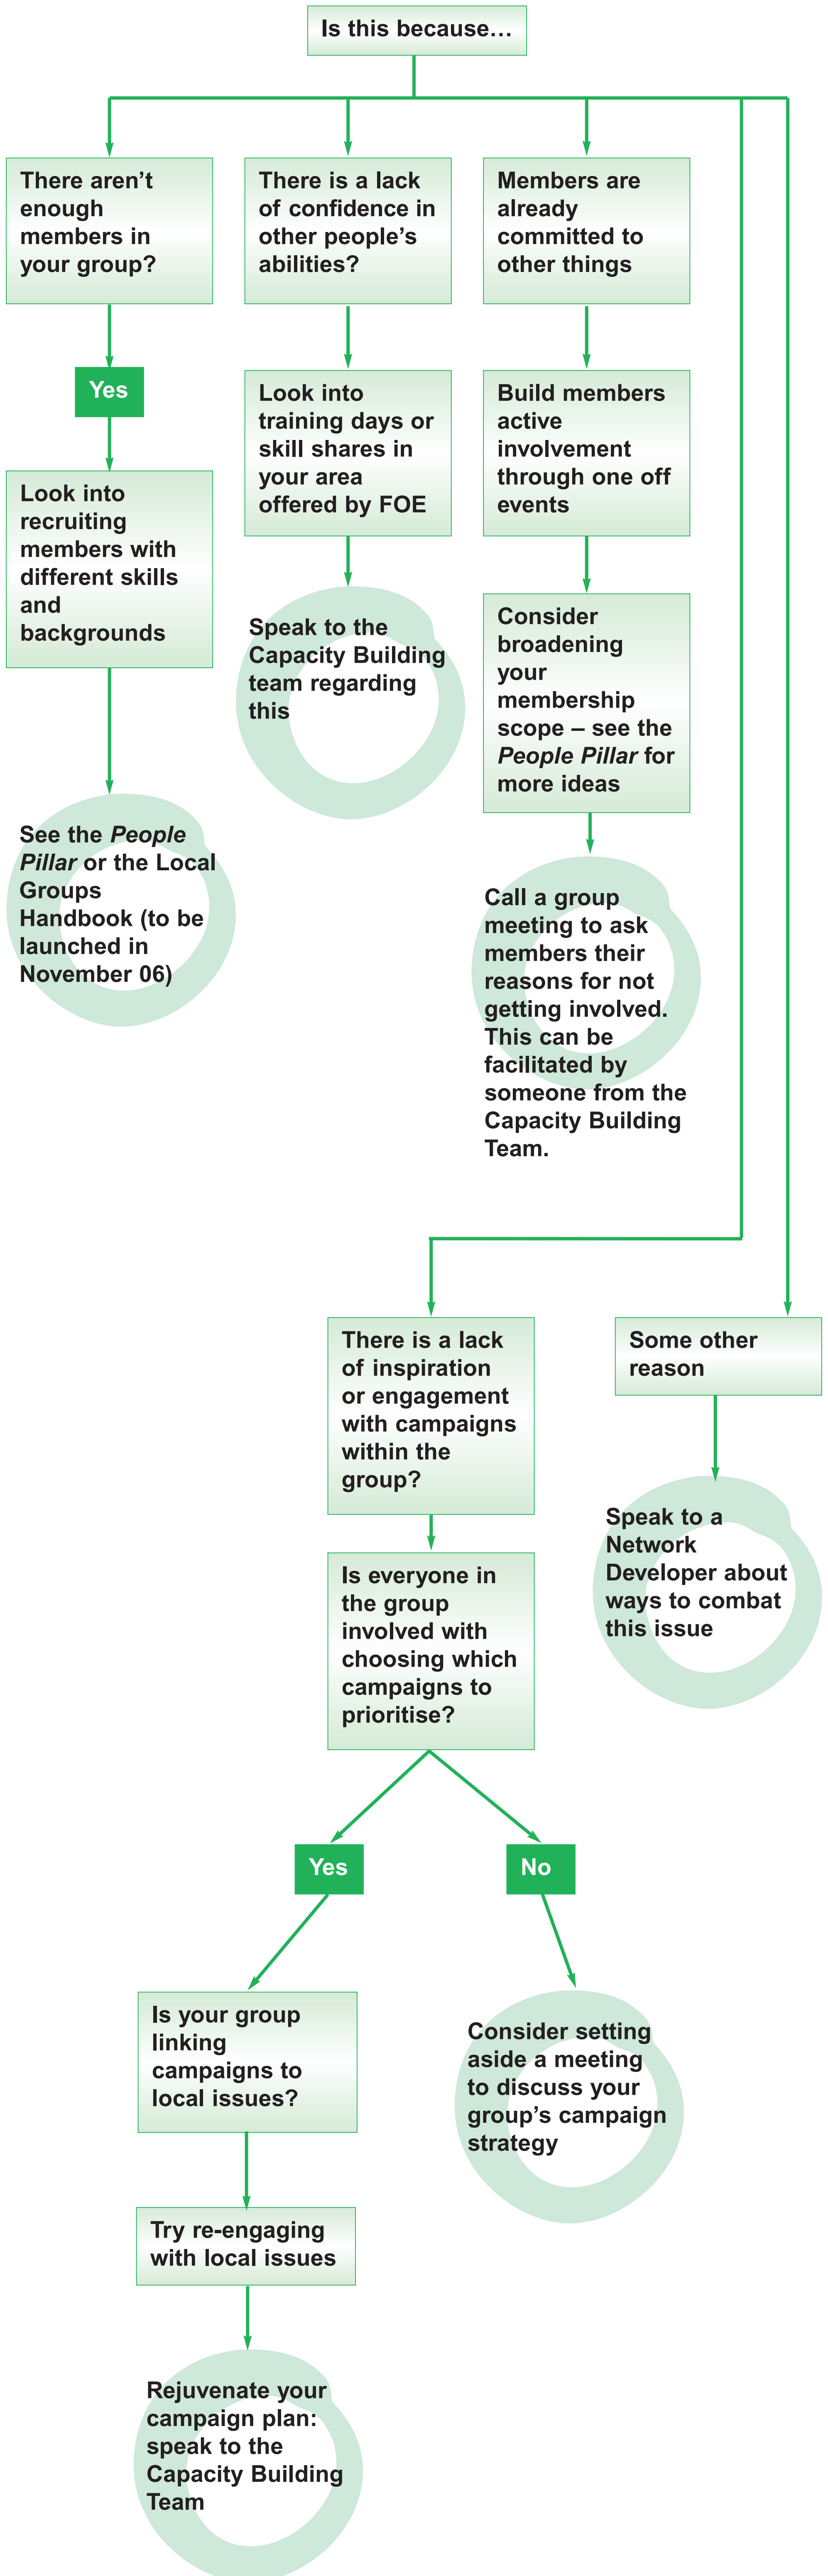 Is this because…
There aren’t
enough
members in
your group?
Yes
Look into
recruiting
members with
different skills
and
backgrounds
See the People
Pillar or the Local
Groups
Handbook (to be
launched in
November 06)
There is a lack
of confidence in
other people’s
abilities?
Look into
training days or
skill shares in
your area
offered by FOE
Speak to the
Capacity Building
team regarding
this
Members are
already
committed to
other things
Build members
active
involvement
through one off
events
Consider
broadening
your
membership
scope – see the
People Pillar for
more ideas
Call a group
meeting to ask
members their
reasons for not
getting involved.
This can be
facilitated by
someone from the
Capacity Building
Team.
There is a lack
of inspiration
or engagement
with campaigns
within the
group?
Is everyone in
the group
involved with
choosing which
campaigns to
prioritise?
Yes
Is your group
linking
campaigns to
local issues?
Try re-engaging
with local issues
Rejuvenate your
campaign plan:
speak to the
Capacity Building
Team
No
Consider setting
aside a meeting
to discuss your
group’s campaign
strategy
Some other
reason
Speak to a
Network
Developer about
ways to combat
this issue